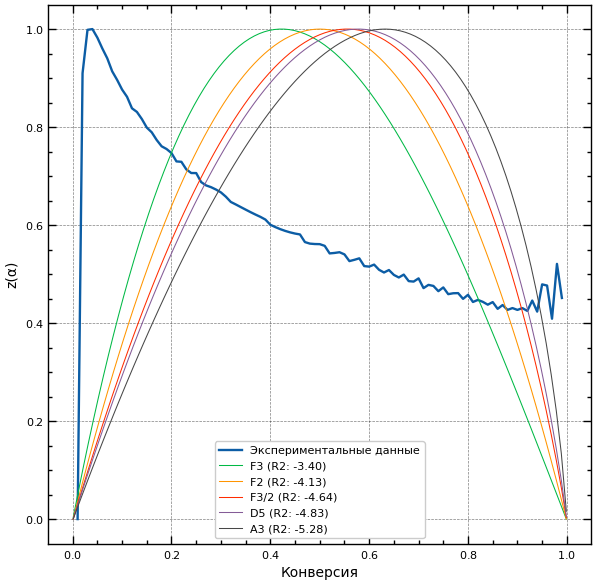 1.0
0.8
0.6
0.4
0.2
0.0
z(α)
Экспериментальные данные
F3 (R2: -3.40)
F2 (R2: -4.13)
F3/2 (R2: -4.64)
D5 (R2: -4.83)
A3 (R2: -5.28)
0.0 0.2 0.4 0.6 0.8 1.0
Конверсия